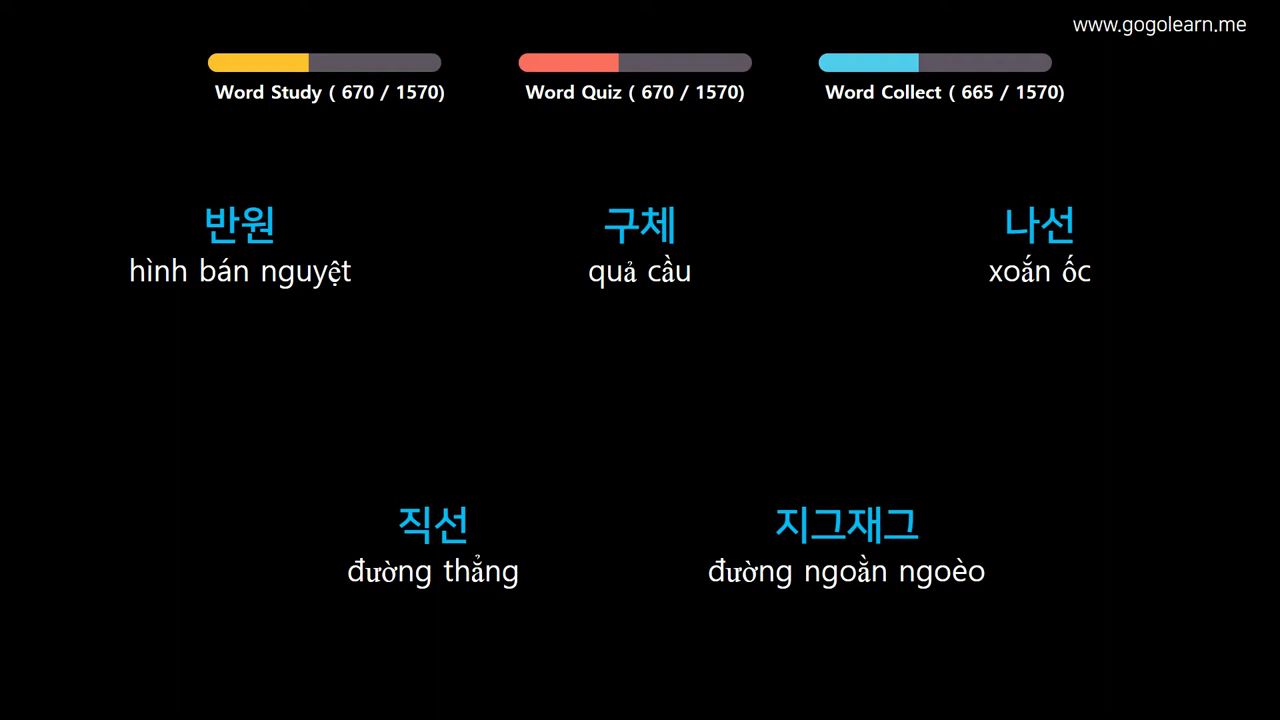 www.gogolearn.me
Word Study ( 670 / 1570)
Word Quiz ( 670 / 1570)
Word Collect ( 665 / 1570)
반원
hình bán nguyệt
구체
quả cầu
나선
xoắn ốc
직선
đường thẳng
지그재그
đường ngoằn ngoèo